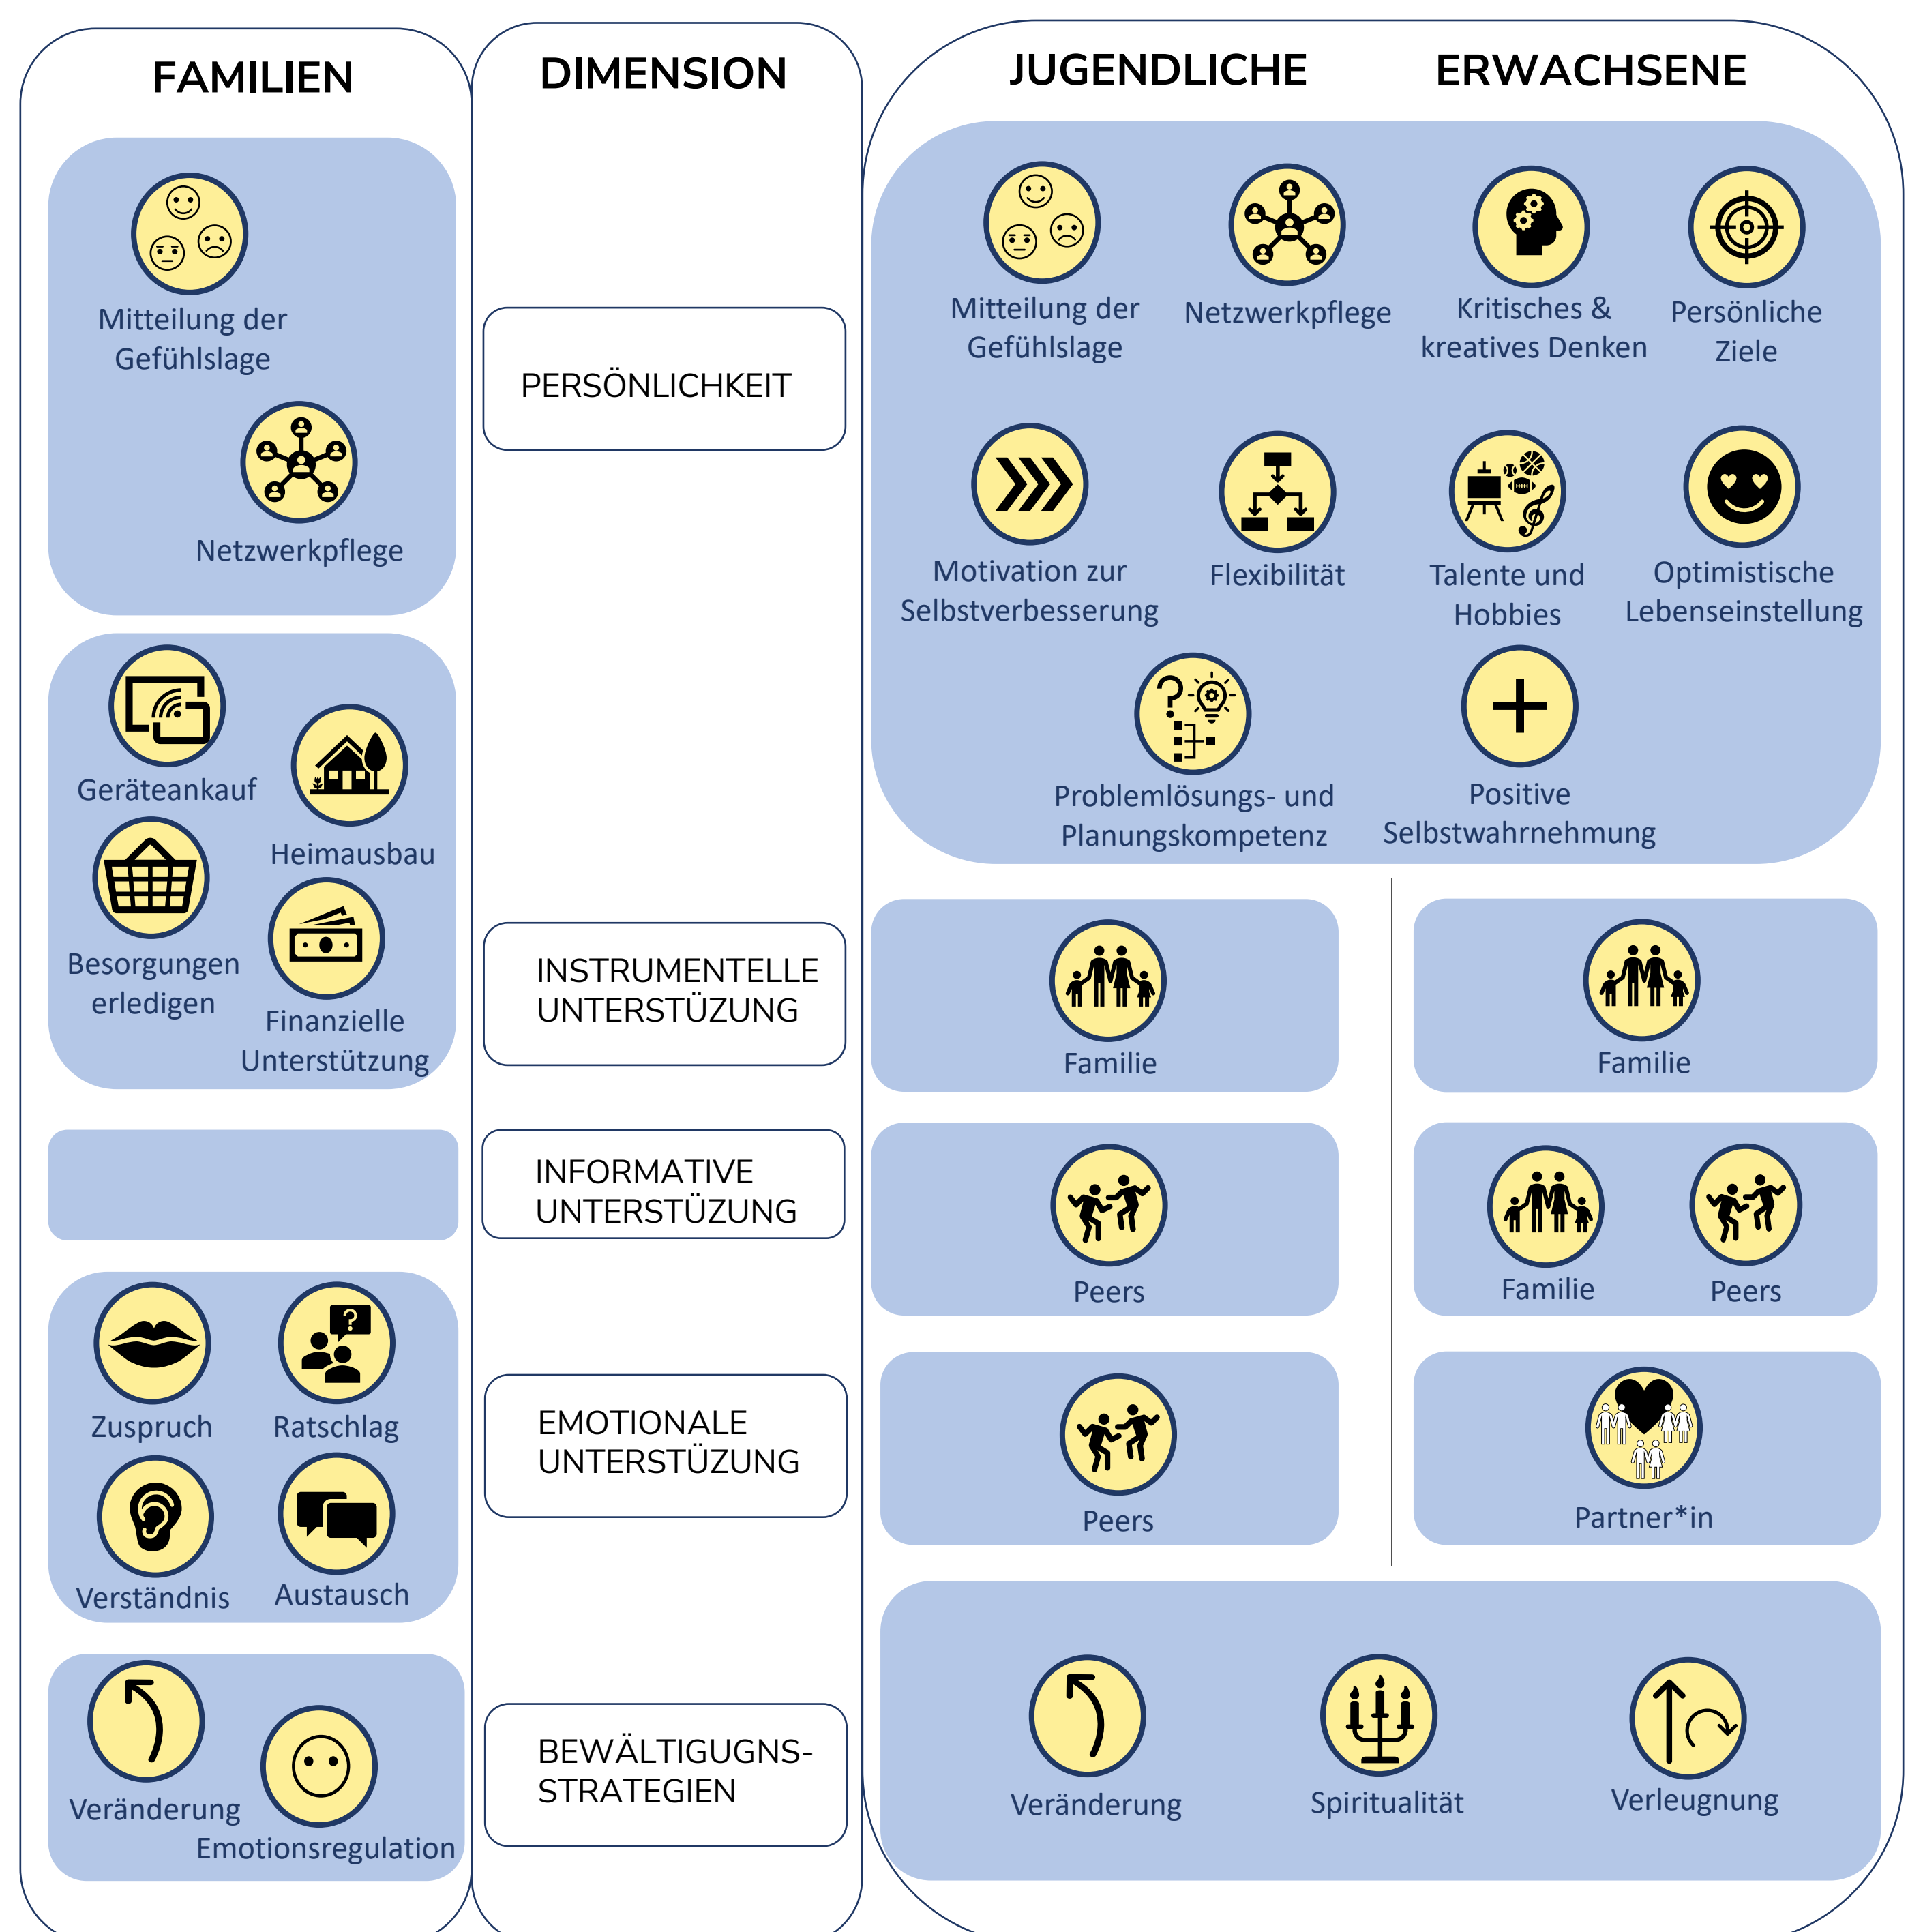 FAMILIEN
Mitteilung der
Gefühlslage
Netzwerkpflege
Geräteankauf
Heimausbau
Besorgungen
erledigen
Finanzielle
Unterstützung
Zuspruch
Ratschlag
Verständnis
Austausch
Veränderung
Emotionsregulation
DIMENSION
PERSÖNLICHKEIT
INSTRUMENTELLE
UNTERSTÜZUNG
INFORMATIVE
UNTERSTÜZUNG
EMOTIONALE
UNTERSTÜZUNG
BEWÄLTIGUGNS-
STRATEGIEN
JUGENDLICHE
ERWACHSENE
Mitteilung der
Gefühlslage
Netzwerkpflege
Kritisches &
kreatives Denken
Persönliche
Ziele
Motivation zur
Selbstverbesserung
Flexibilität
Talente und
Hobbies
Optimistische
Lebenseinstellung
Problemlösungs- und
Planungskompetenz
Positive
Selbstwahrnehmung
Familie
Familie
Peers
Familie
Peers
Peers
Partner*in
Veränderung
Spiritualität
Verleugnung